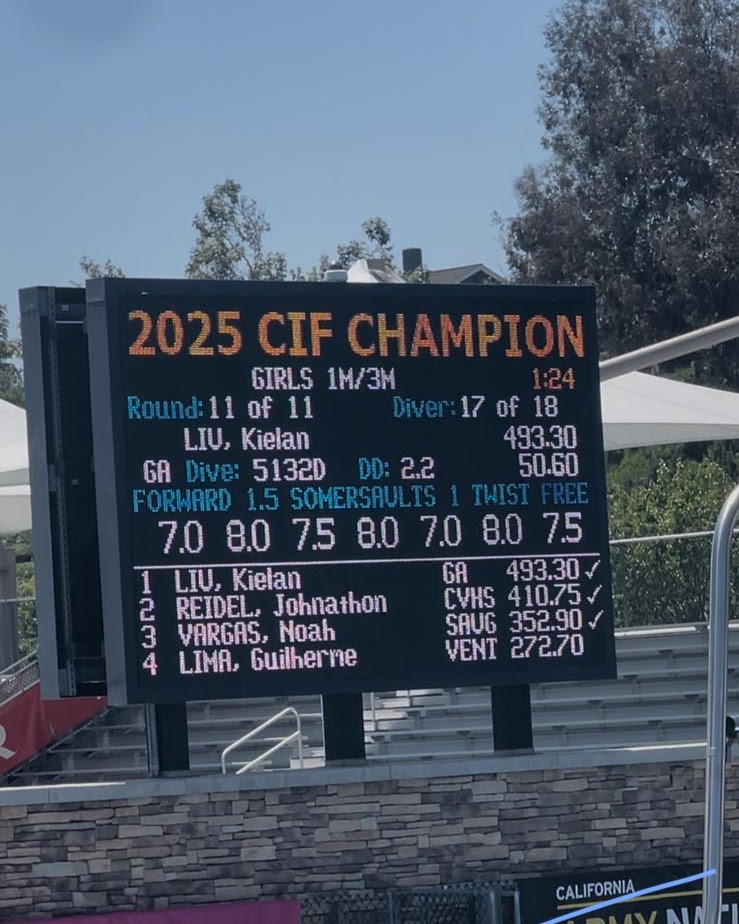 2025 CIF CHAMPION
GIRLS 1M/3M 1:24
Round: 11 of 11 Diver: 17 of 18
LIU, Kielan 493.30
GA Dive: 5132D DD: 2.2 50.60
FORWARD 1.5 SOMERSAULTS 1 TWIST FREE
7.0 8.0 7.5 8.0 7.0 8.0 7.5
1 LIU, Kielan GA 493.30 ✓
2 REIDEL, Johnathon CVHS 410.75 ✓
3 VARGAS, Noah SAUG 352.90 ✓
4 LIMA, Guilherne VENT 272.70
CALIFORNIA